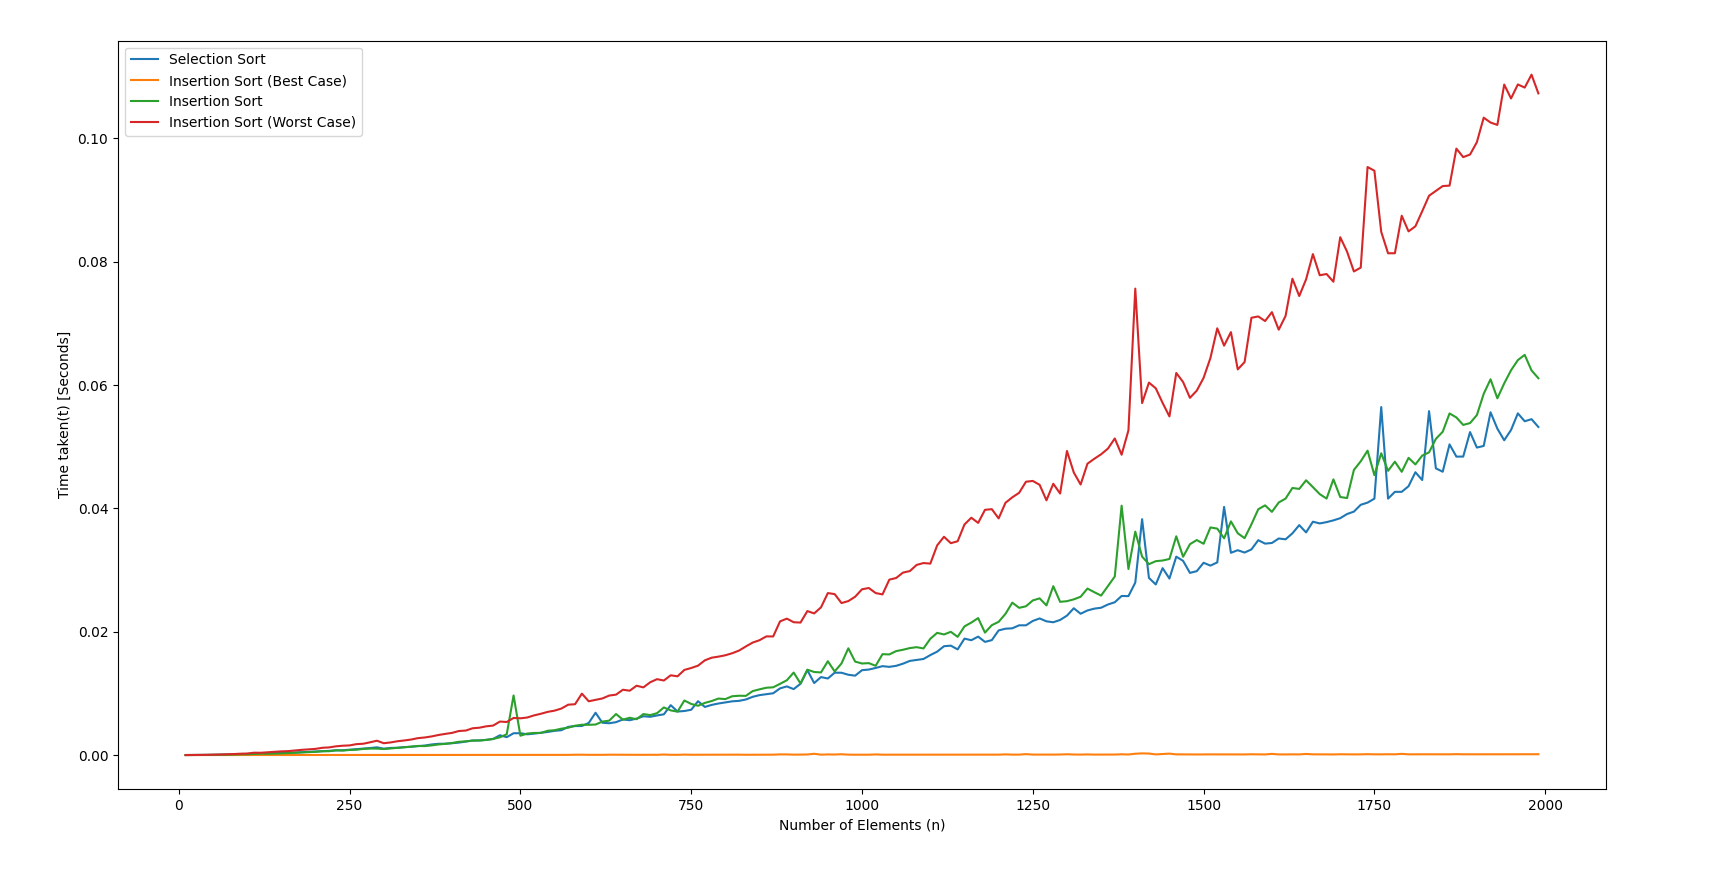 Selection Sort
Insertion Sort (Best Case)
Insertion Sort
Insertion Sort (Worst Case)
0.10
0.08
0.06
0.04
0.02
0.00
Time taken(t) [Seconds]
0 250 500 750 1000 1250 1500 1750 2000
Number of Elements (n)